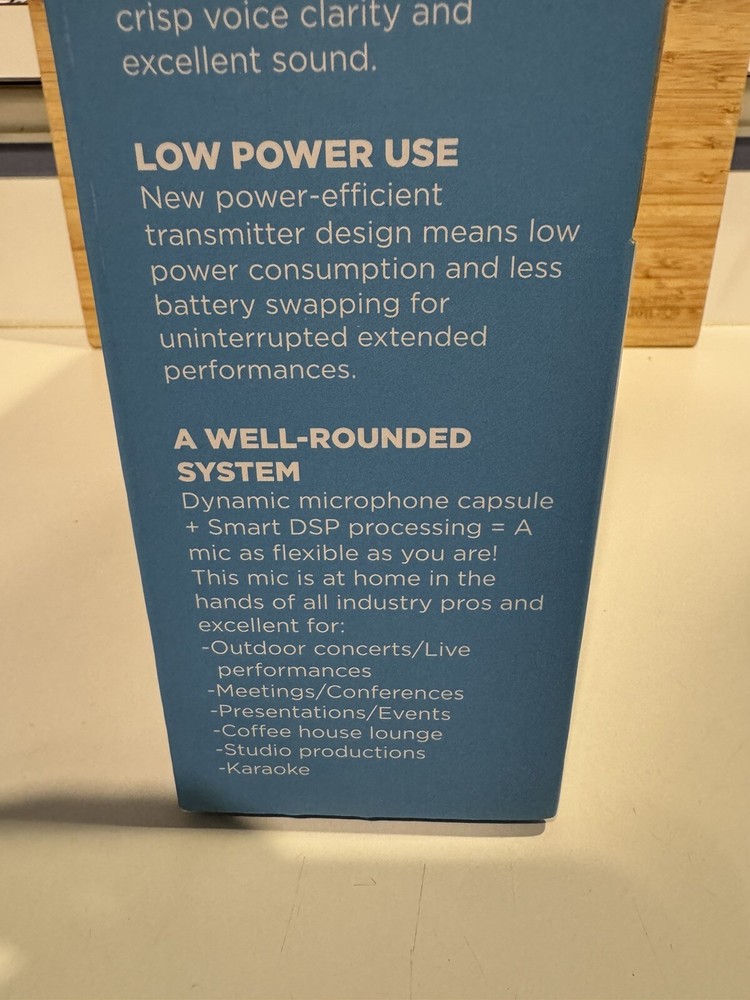 crisp voice clarity and
excellent sound.
LOW POWER USE
New power-efficient
transmitter design means low
power consumption and less
battery swapping for
uninterrupted extended
performances.
A WELL-ROUNDED
SYSTEM
Dynamic microphone capsule
+ Smart DSP processing = A
mic as flexible as you are!
This mic is at home in the
hands of all industry pros and
excellent for:
-Outdoor concerts/Live
performances
-Meetings/Conferences
-Presentations/Events
-Coffee house lounge
-Studio productions
-Karaoke